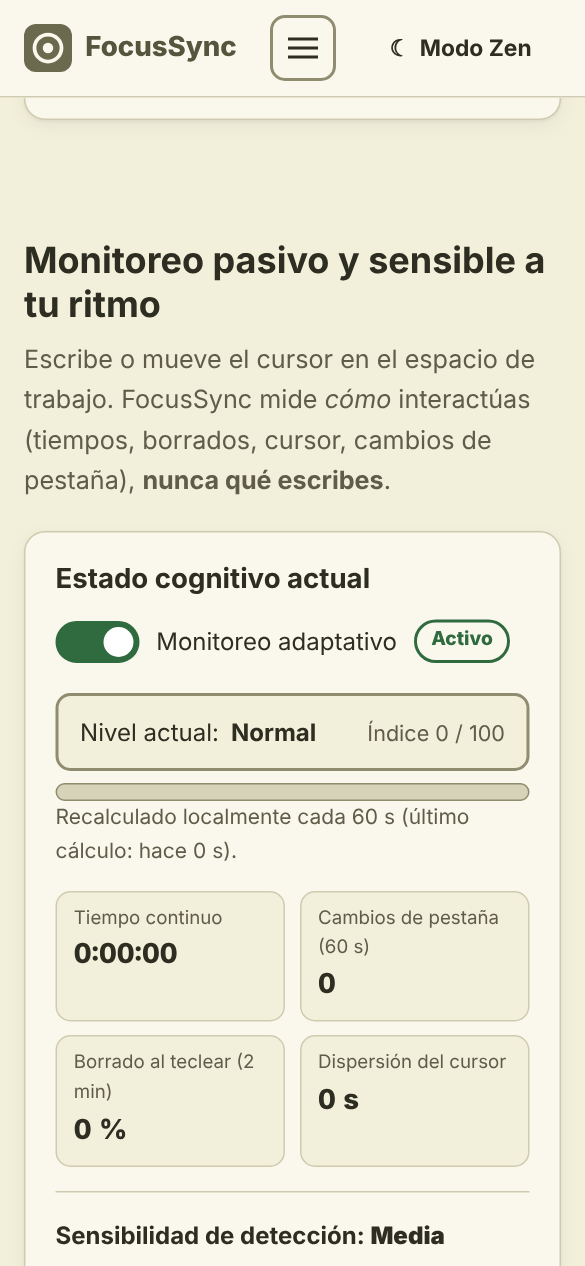 FocusSync
☾ Modo Zen
Monitoreo pasivo y sensible a
tu ritmo
Escribe o mueve el cursor en el espacio de
trabajo. FocusSync mide cómo interactúas
(tiempos, borrados, cursor, cambios de
pestaña), nunca qué escribes.
Estado cognitivo actual
Monitoreo adaptativo
Activo
Nivel actual: Normal
Índice 0 / 100
Recalculado localmente cada 60 s (último
cálculo: hace 0 s).
Tiempo continuo
0:00:00
Cambios de pestaña
(60 s)
0
Borrado al teclear (2
min)
0 %
Dispersión del cursor
0 s
Sensibilidad de detección: Media